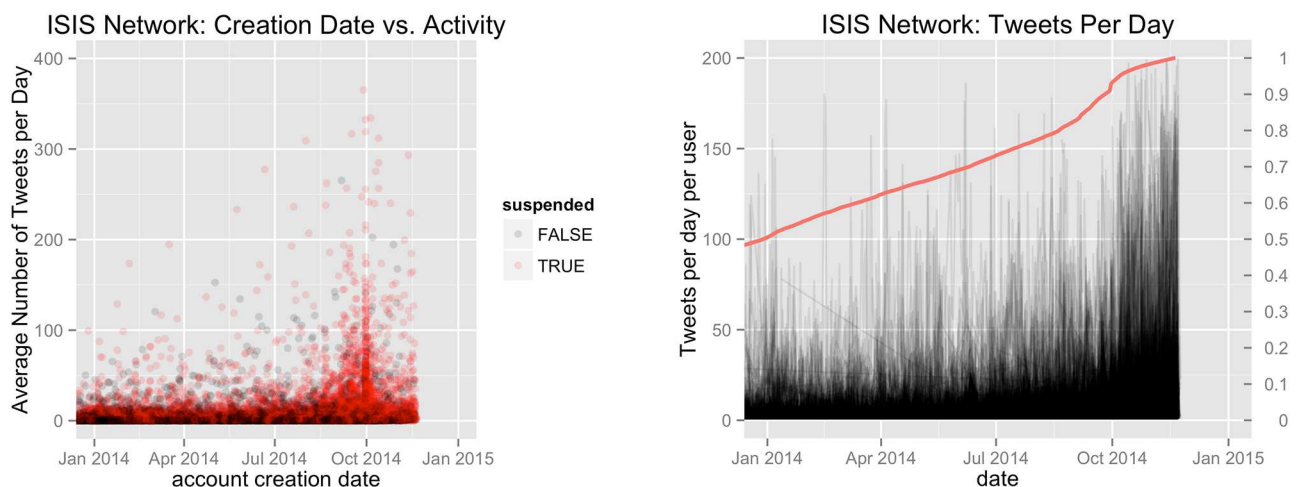 ISIS Network: Creation Date vs. Activity
400
300
200
100
0
Average Number of Tweets per Day
Jan 2014 Apr 2014 Jul 2014 Oct 2014 Jan 2015
account creation date
suspended
FALSE
TRUE
ISIS Network: Tweets Per Day
200
150
100
50
0
Tweets per day per user
1
0.9
0.8
0.7
0.6
0.5
0.4
0.3
0.2
0.1
0
Jan 2014 Apr 2014 Jul 2014 Oct 2014 Jan 2015
date